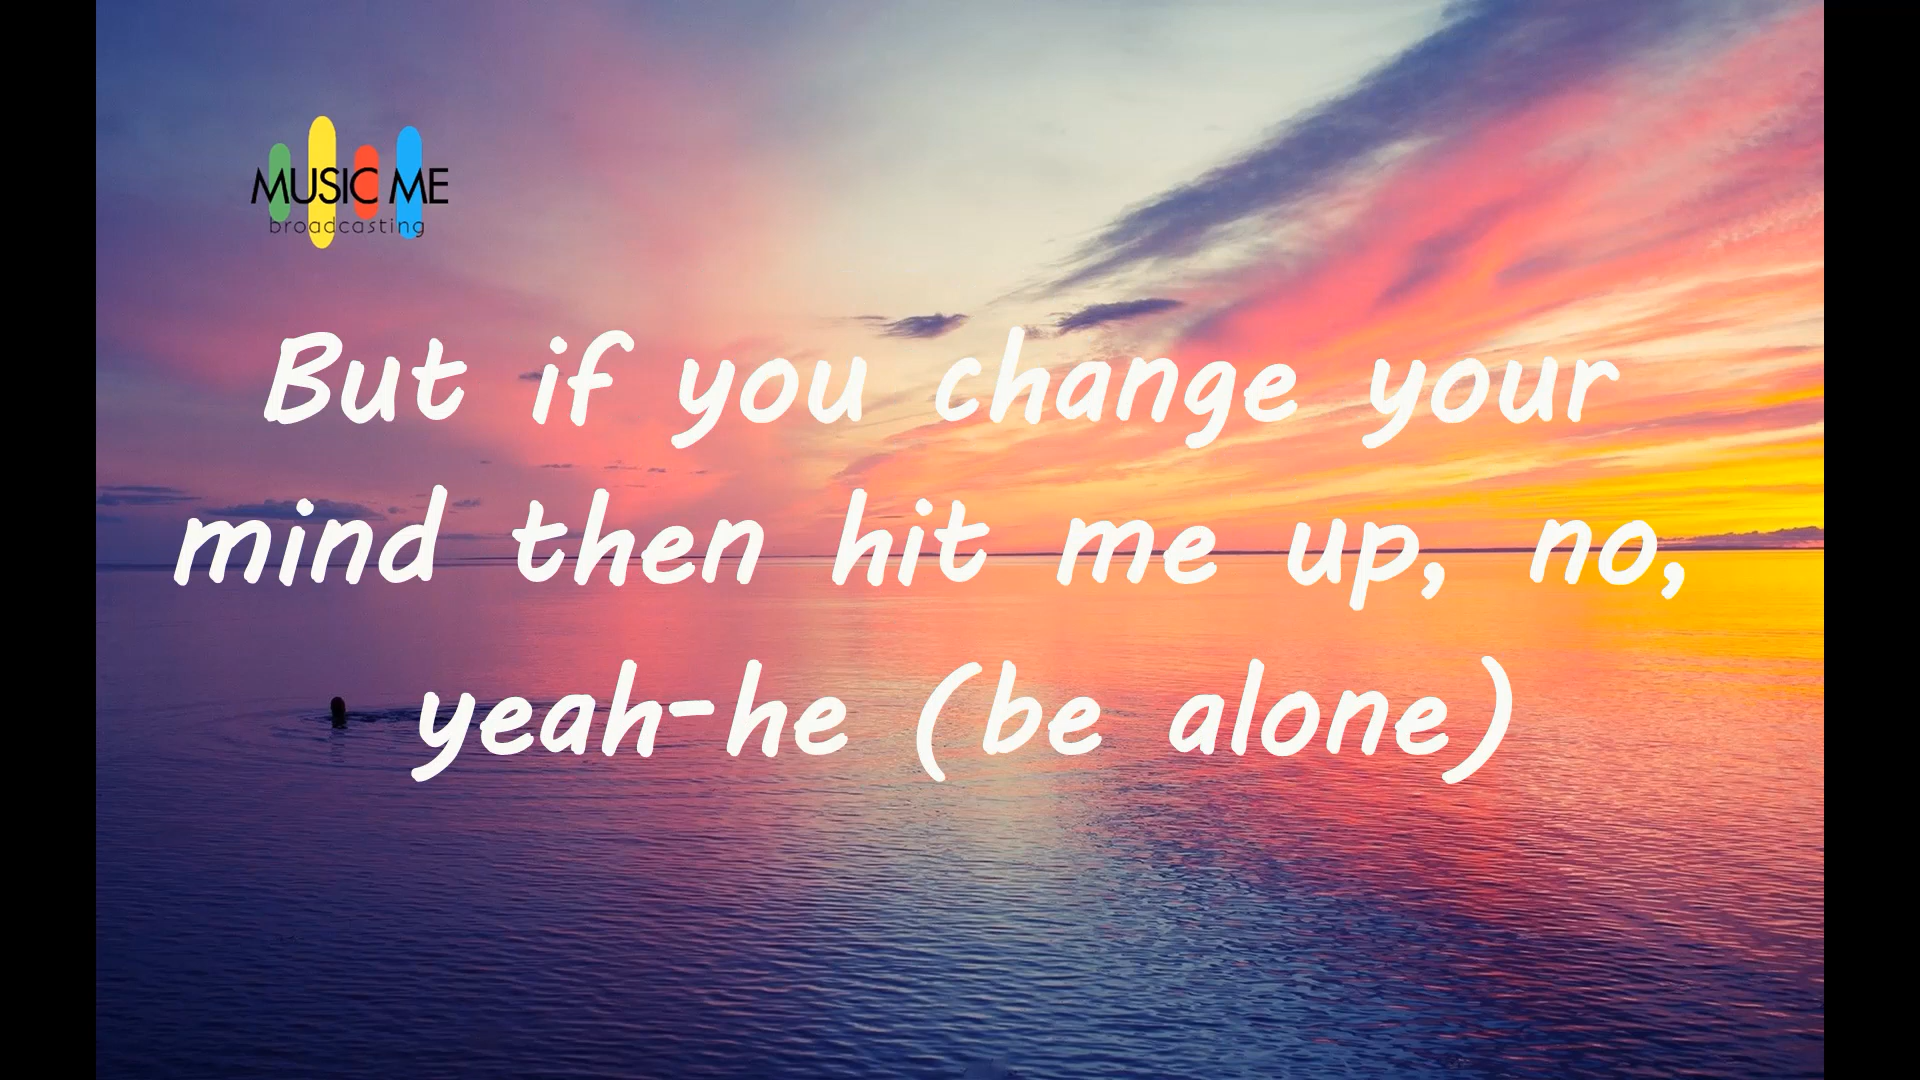 MUSIC ME
broadcasting
But if you change your
mind then hit me up, no,
yeah-he (be alone)